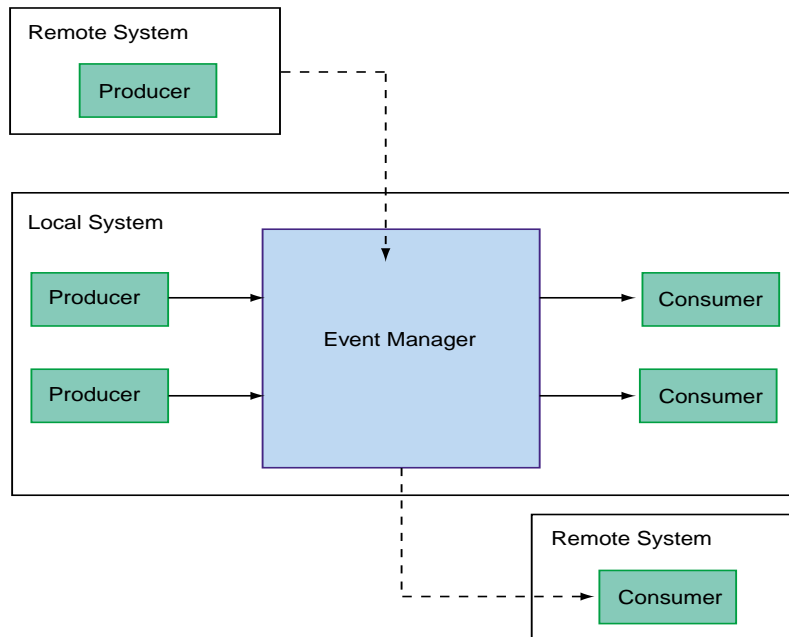 Remote System
Producer
Local System
Producer
Event Manager
Consumer
Producer
Consumer
Remote System
Consumer